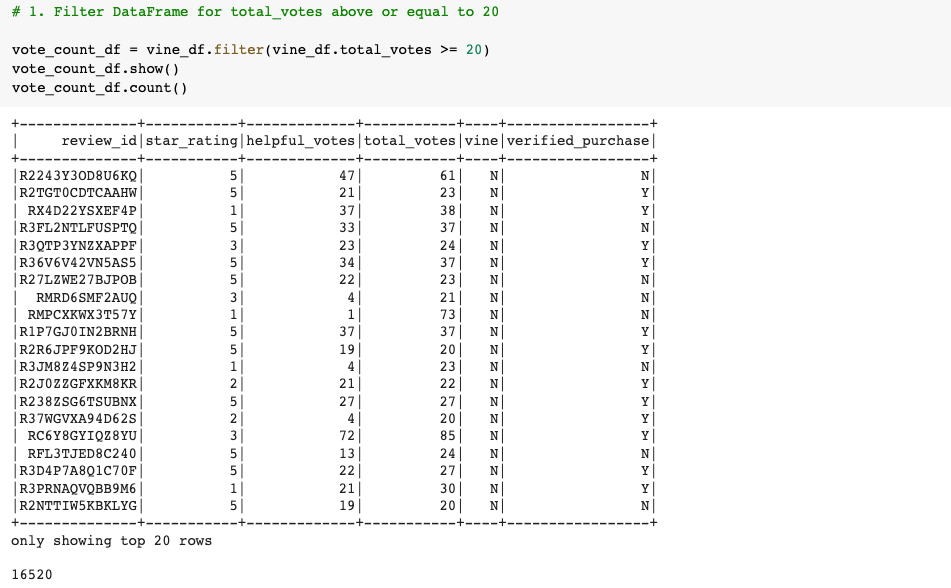 # 1. Filter DataFrame for total_votes above or equal to 20
vote_count_df = vine_df.filter(vine_df.total_votes >= 20)
vote_count_df.show()
vote_count_df.count()
+--------------+-----------+-------------+-----------+----+-----------------+
|     review_id|star_rating|helpful_votes|total_votes|vine|verified_purchase|
+--------------+-----------+-------------+-----------+----+-----------------+
|R2243Y3OD8U6KQ|          5|           47|         61|   N|                N|
|R2TGT0CDTCAAHW|          5|           21|         23|   N|                Y|
| RX4D22YSXEF4P|          1|           37|         38|   N|                Y|
|R3FL2NTLFUSPTQ|          5|           33|         37|   N|                N|
|R3QTP3YNZXAPPF|          3|           23|         24|   N|                Y|
|R36V6V42VN5AS5|          5|           34|         37|   N|                Y|
|R27LZWE27BJPOB|          5|           22|         23|   N|                N|
|  RMRD6SMF2AUQ|          3|            4|         21|   N|                N|
| RMPCXKWX3T57Y|          1|            1|         73|   N|                N|
|R1P7GJ0IN2BRNH|          5|           37|         37|   N|                Y|
|R2R6JPF9KOD2HJ|          5|           19|         20|   N|                Y|
|R3JM8Z4SP9N3H2|          1|            4|         23|   N|                N|
|R2J0ZZGFXKM8KR|          2|           21|         22|   N|                Y|
|R238ZSG6TSUBNX|          5|           27|         27|   N|                Y|
|R37WGVXA94D62S|          2|            4|         20|   N|                Y|
| RC6Y8GYIQZ8YU|          3|           72|         85|   N|                Y|
| RFL3TJED8C240|          5|           13|         24|   N|                N|
|R3D4P7A8Q1C70F|          5|           22|         27|   N|                Y|
|R3PRNAQVQBB9M6|          1|           21|         30|   N|                Y|
|R2NTTIW5KBKLYG|          5|           19|         20|   N|                N|
+--------------+-----------+-------------+-----------+----+-----------------+
only showing top 20 rows
16520